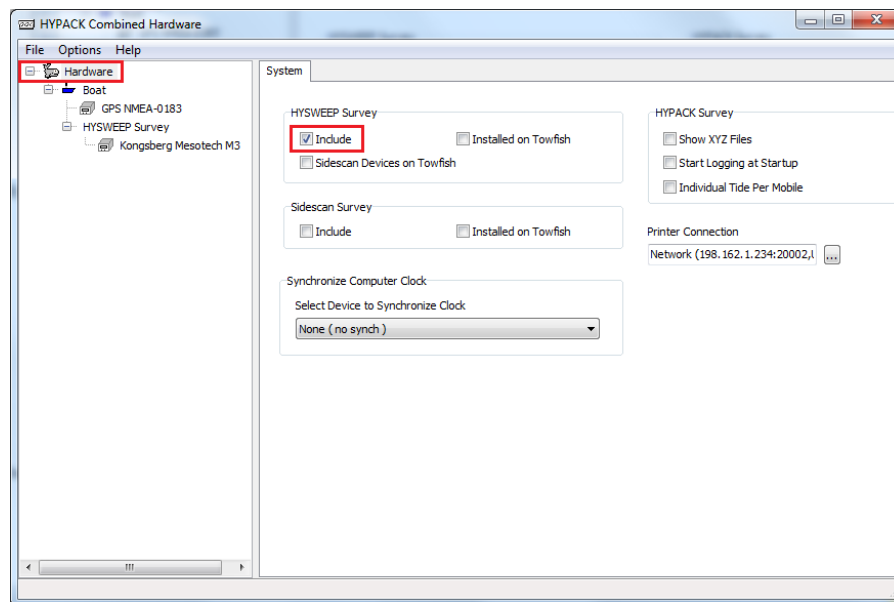 HYPACK Combined Hardware
File Options Help
Hardware
Boat
GPS NMEA-0183
HYSWEEP Survey
Kongsberg Mesotech M3
System
HYSWEEP Survey
Include Installed on Towfish
Sidescan Devices on Towfish
Sidescan Survey
Include Installed on Towfish
Synchronize Computer Clock
Select Device to Synchronize Clock
None ( no synch )
HYPACK Survey
Show XYZ Files
Start Logging at Startup
Individual Tide Per Mobile
Printer Connection
Network (198.162.1.234:20002,
...